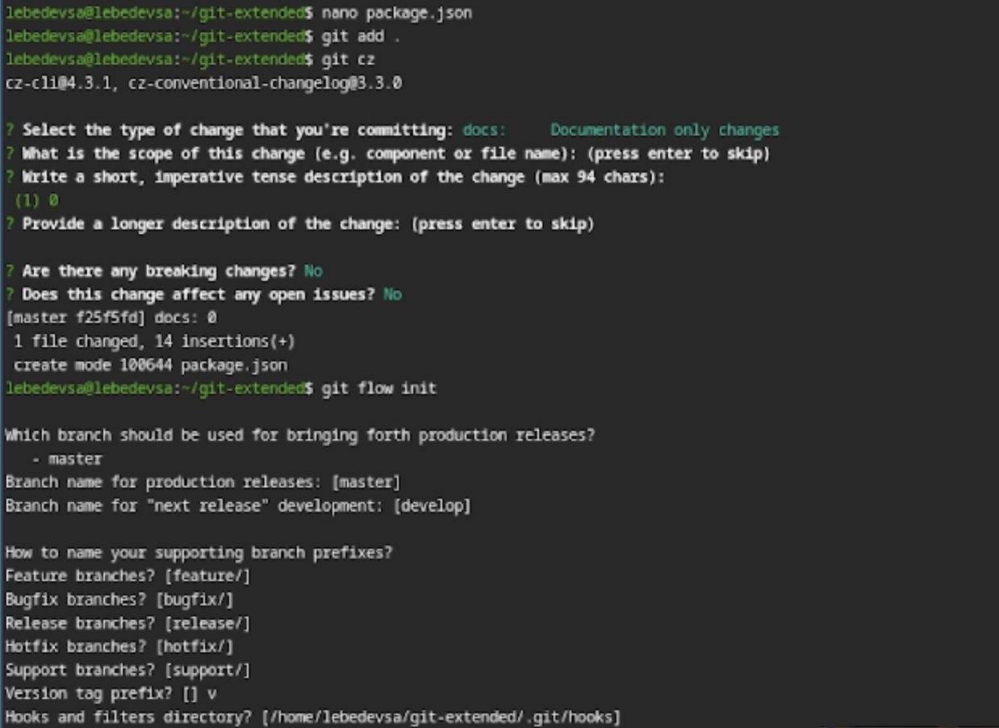 lebedevsa@lebedevsa:~/git-extended$ nano package.json
lebedevsa@lebedevsa:~/git-extended$ git add .
lebedevsa@lebedevsa:~/git-extended$ git cz
cz-cli@4.3.1, cz-conventional-changelog@3.3.0
? Select the type of change that you're committing: docs:     Documentation only changes
? What is the scope of this change (e.g. component or file name): (press enter to skip)
? Write a short, imperative tense description of the change (max 94 chars):
 (1) 0
? Provide a longer description of the change: (press enter to skip)
? Are there any breaking changes? No
? Does this change affect any open issues? No
[master f25f5fd] docs: 0
 1 file changed, 14 insertions(+)
 create mode 100644 package.json
lebedevsa@lebedevsa:~/git-extended$ git flow init
Which branch should be used for bringing forth production releases?
   - master
Branch name for production releases: [master]
Branch name for "next release" development: [develop]
How to name your supporting branch prefixes?
Feature branches? [feature/]
Bugfix branches? [bugfix/]
Release branches? [release/]
Hotfix branches? [hotfix/]
Support branches? [support/]
Version tag prefix? [] v
Hooks and filters directory? [/home/lebedevsa/git-extended/.git/hooks]